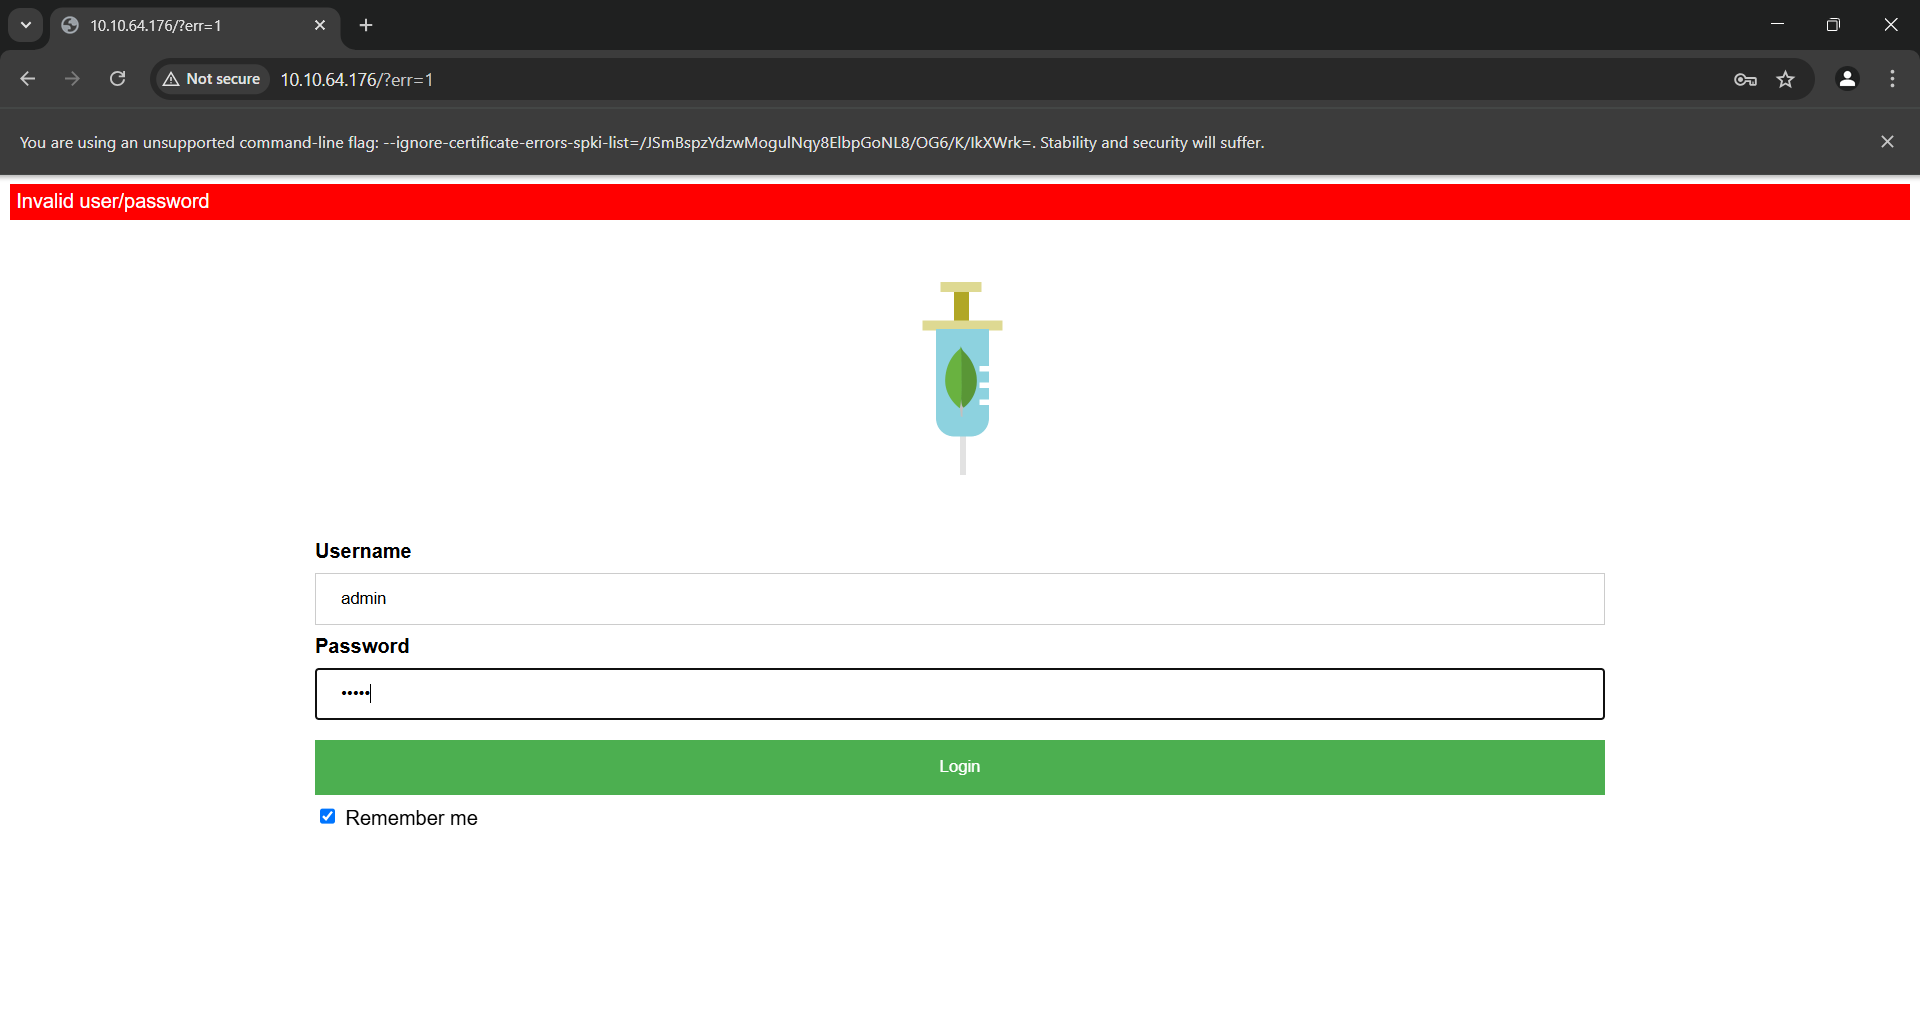 10.10.64.176/?err=1
Not secure
10.10.64.176/?err=1
You are using an unsupported command-line flag: --ignore-certificate-errors-spki-list=/JSmBspzYdzwMogulNqy8ElbpGoNL8/OG6/K/IkXWrk=. Stability and security will suffer.
Invalid user/password
Username
admin
Password
•••••
Login
Remember me